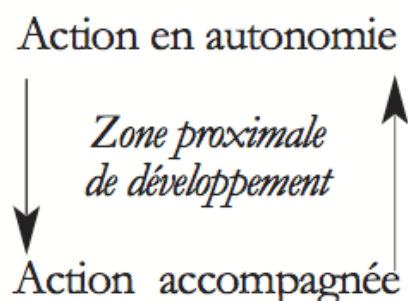 Action en autonomie
Zone proximale
de développement
Action accompagnée